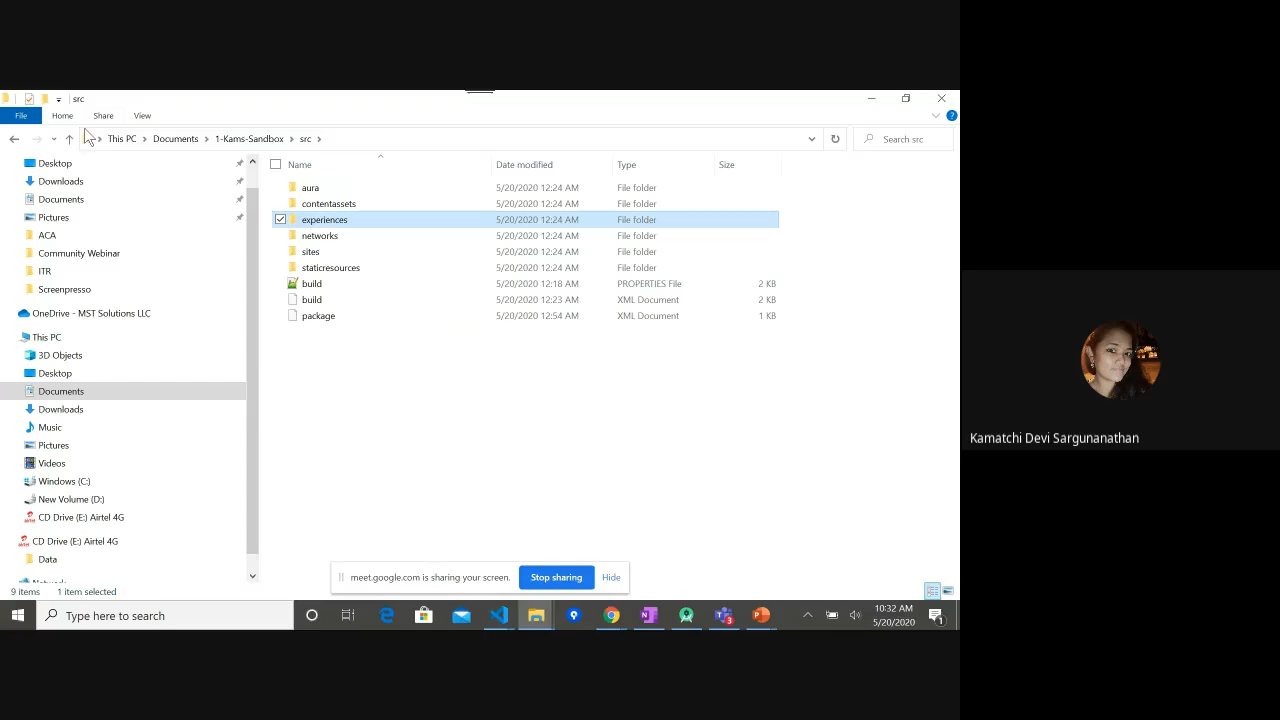 src
File Home Share View
This PC Documents 1-Kams-Sandbox src Search src
Desktop
Downloads
Documents
Pictures
ACA
Community Webinar
ITR
Screenpresso
OneDrive - MST Solutions LLC
This PC
3D Objects
Desktop
Documents
Downloads
Music
Pictures
Videos
Windows (C:)
New Volume (D:)
CD Drive (E:) Airtel 4G
CD Drive (E:) Airtel 4G
Data
Name Date modified Type Size
aura 5/20/2020 12:24 AM File folder
contentassets 5/20/2020 12:24 AM File folder
experiences 5/20/2020 12:24 AM File folder
networks 5/20/2020 12:24 AM File folder
sites 5/20/2020 12:24 AM File folder
staticresources 5/20/2020 12:24 AM File folder
build 5/20/2020 12:18 AM PROPERTIES File 2 KB
build 5/20/2020 12:23 AM XML Document 2 KB
package 5/20/2020 12:54 AM XML Document 1 KB
meet.google.com is sharing your screen. Stop sharing Hide
9 items 1 item selected
Type here to search
10:32 AM
5/20/2020
Kamatchi Devi Sargunanathan